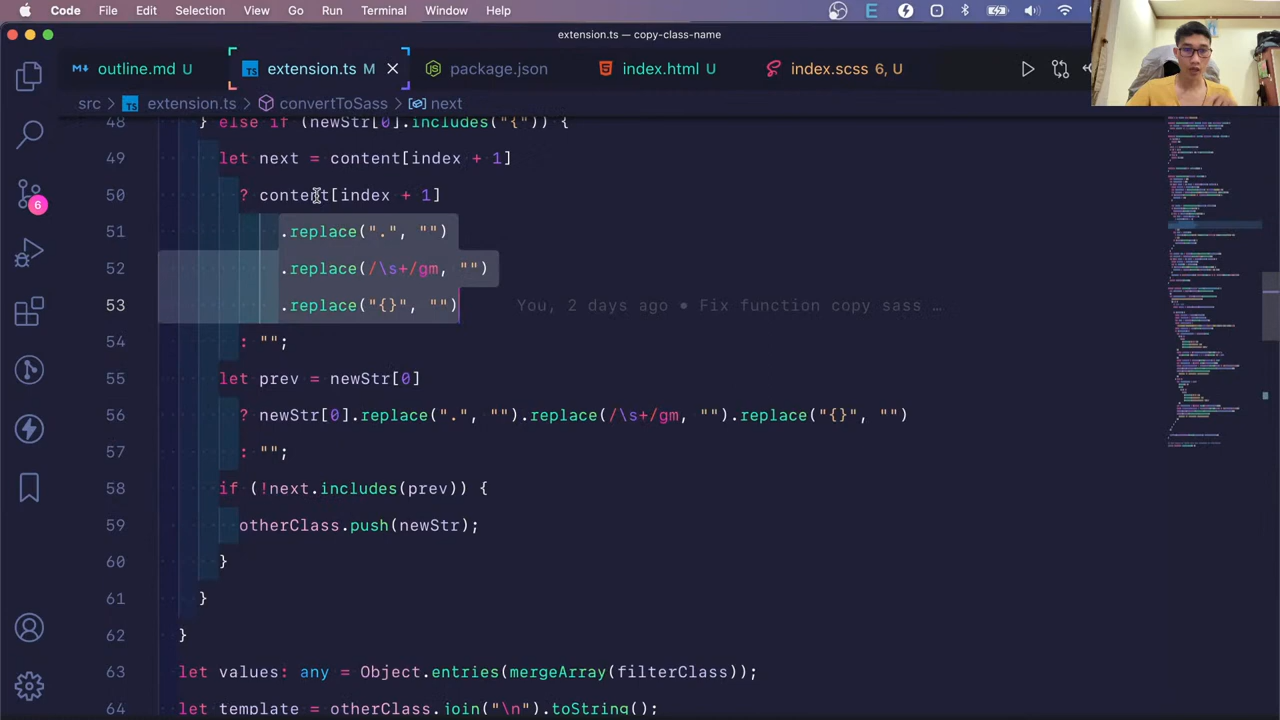 Code File Edit Selection View Go Run Terminal Window Help
extension.ts — copy-class-name
outline.md U extension.ts M package.json index.html U index.scss 6, U
src extension.ts convertToSass next
48 } else if (newStr[0].includes("{")) {
49 let next = content[index + 1]
50 ? content[index + 1]
51 .replace(".", "")
52 .replace(/\s+/gm, "")
6
53 .replace("{}", "") You, 2 days ago • Fix function copy sass …
54 : "";
55 let prev = newStr[0]
56 ? newStr[0].replace(".", "").replace(/\s+/gm, "").replace("{}", "")
57 : "";
58 if (!next.includes(prev)) {
59 otherClass.push(newStr);
60 }
61 }
62 }
63 let values: any = Object.entries(mergeArray(filterClass));
64 let template = otherClass.join("\n").toString();